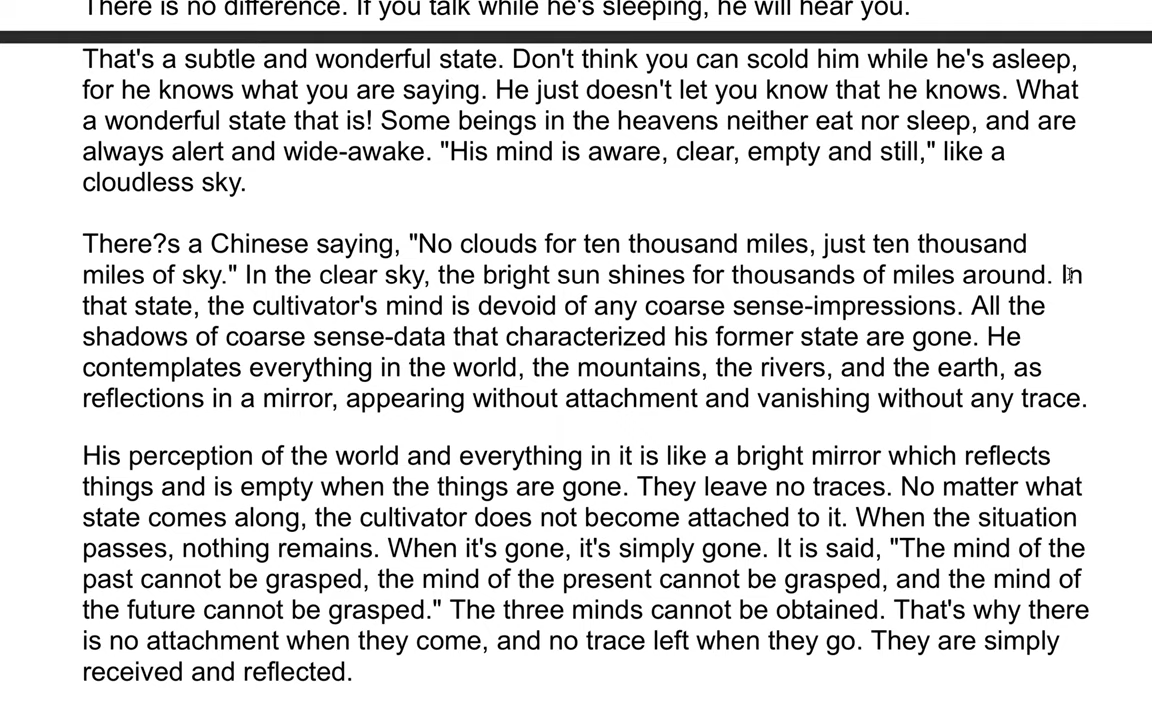 There is no difference. If you talk while he's sleeping, he will hear you.
That's a subtle and wonderful state. Don't think you can scold him while he's asleep,
for he knows what you are saying. He just doesn't let you know that he knows. What
a wonderful state that is! Some beings in the heavens neither eat nor sleep, and are
always alert and wide-awake. "His mind is aware, clear, empty and still," like a
cloudless sky.
There?s a Chinese saying, "No clouds for ten thousand miles, just ten thousand
miles of sky." In the clear sky, the bright sun shines for thousands of miles around. In
that state, the cultivator's mind is devoid of any coarse sense-impressions. All the
shadows of coarse sense-data that characterized his former state are gone. He
contemplates everything in the world, the mountains, the rivers, and the earth, as
reflections in a mirror, appearing without attachment and vanishing without any trace.
His perception of the world and everything in it is like a bright mirror which reflects
things and is empty when the things are gone. They leave no traces. No matter what
state comes along, the cultivator does not become attached to it. When the situation
passes, nothing remains. When it's gone, it's simply gone. It is said, "The mind of the
past cannot be grasped, the mind of the present cannot be grasped, and the mind of
the future cannot be grasped." The three minds cannot be obtained. That's why there
is no attachment when they come, and no trace left when they go. They are simply
received and reflected.